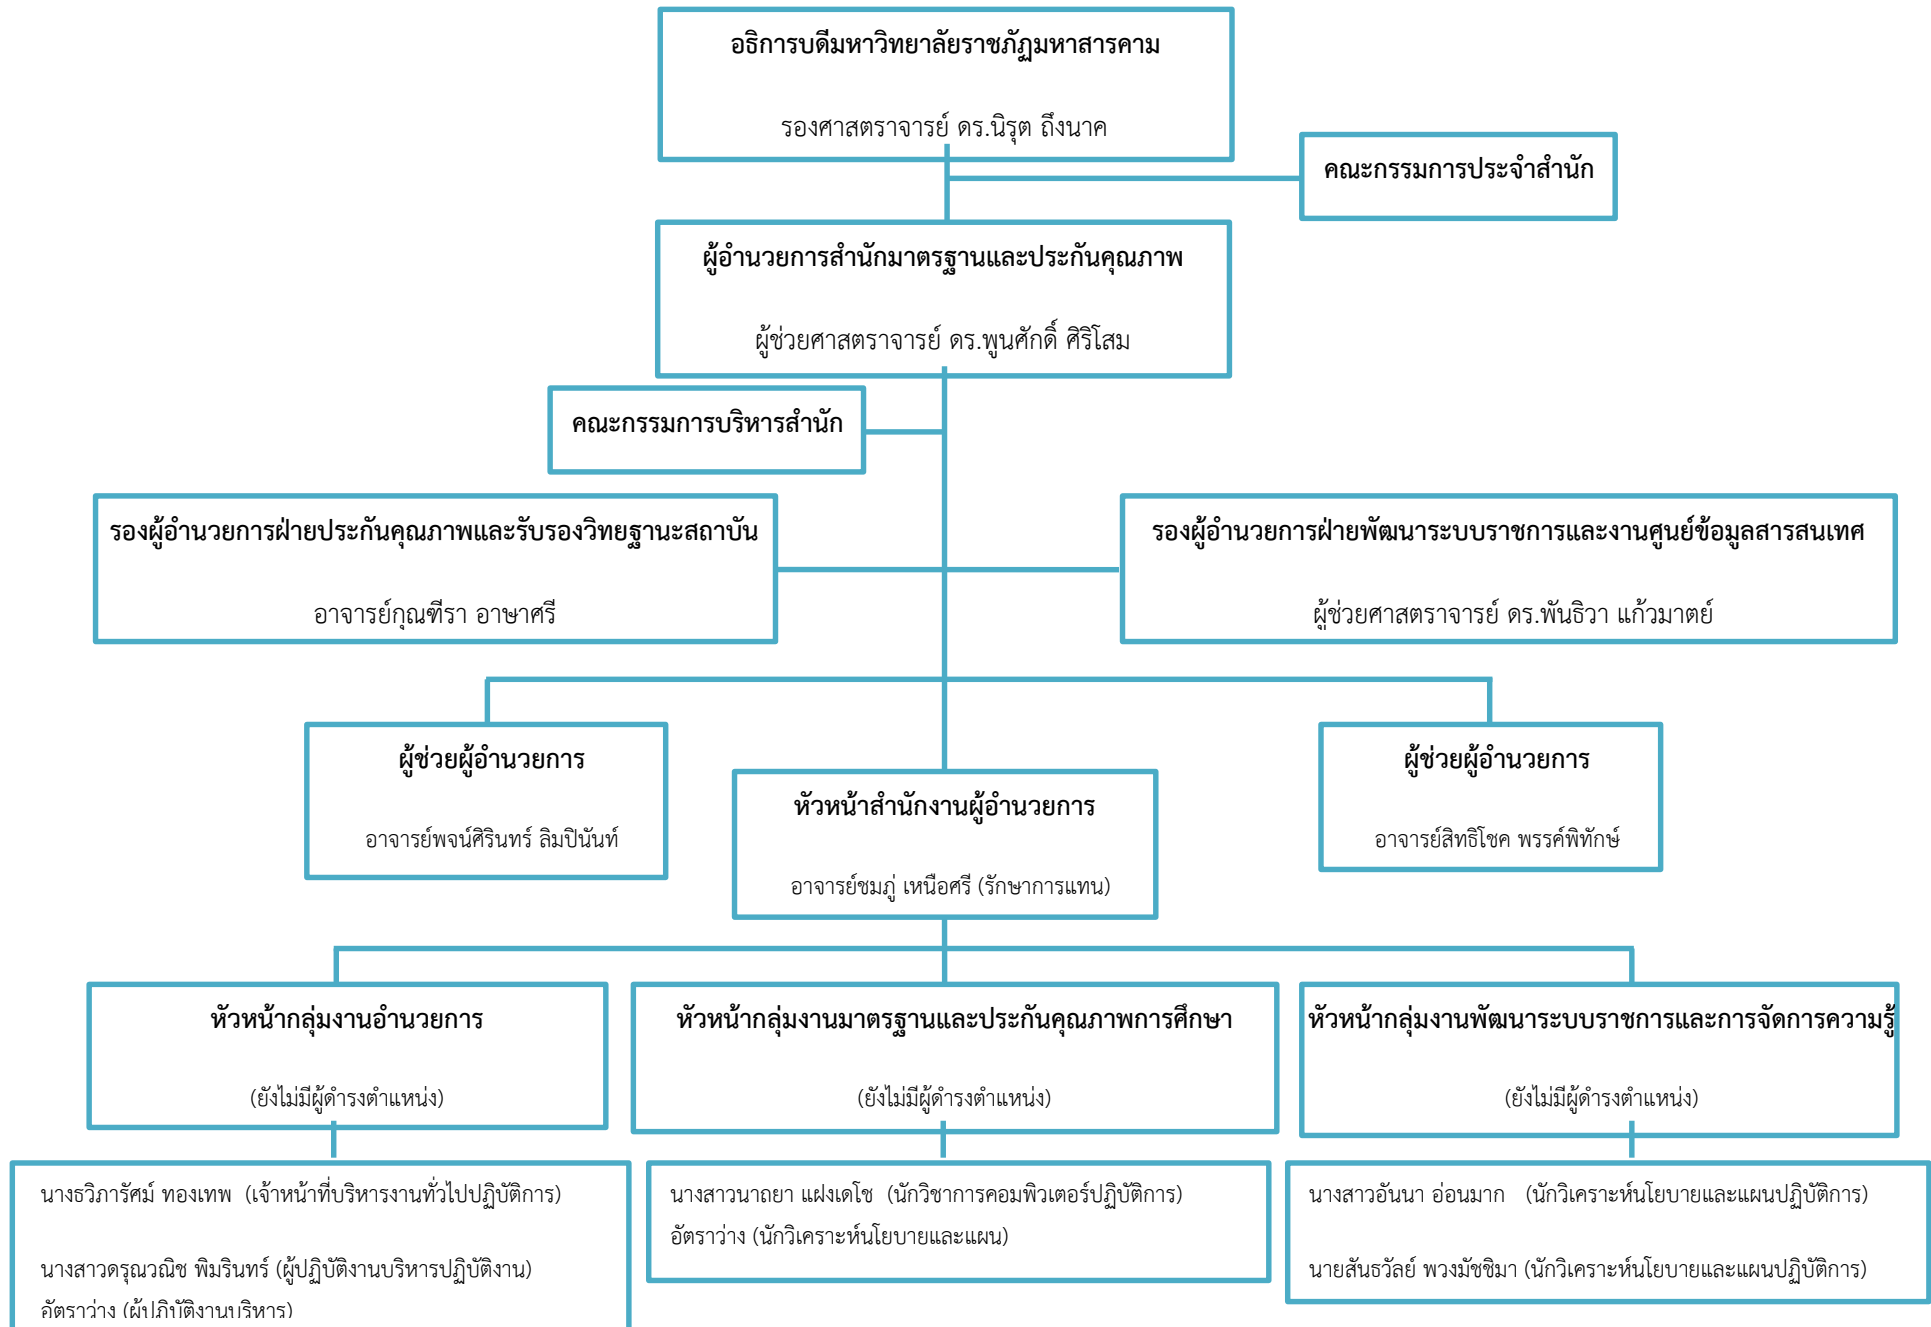 อธิการบดีมหาวิทยาลัยราชภัฏมหาสารคาม
รองศาสตราจารย์ ดร.นิรุต ถึงนาค
คณะกรรมการประจำสำนัก
ผู้อำนวยการสำนักมาตรฐานและประกันคุณภาพ
ผู้ช่วยศาสตราจารย์ ดร.พูนศักดิ์ ศิริโสม
คณะกรรมการบริหารสำนัก
รองผู้อำนวยการฝ่ายประกันคุณภาพและรับรองวิทยฐานะสถาบัน
อาจารย์กุณฑีรา อาษาศรี
รองผู้อำนวยการฝ่ายพัฒนาระบบราชการและงานศูนย์ข้อมูลสารสนเทศ
ผู้ช่วยศาสตราจารย์ ดร.พันธิวา แก้วมาตย์
ผู้ช่วยผู้อำนวยการ
อาจารย์พจน์ศิรินทร์ ลิมปินันท์
หัวหน้าสำนักงานผู้อำนวยการ
อาจารย์ชมภู่ เหนือศรี (รักษาการแทน)
ผู้ช่วยผู้อำนวยการ
อาจารย์สิทธิโชค พรรค์พิทักษ์
หัวหน้ากลุ่มงานอำนวยการ
(ยังไม่มีผู้ดำรงตำแหน่ง)
หัวหน้ากลุ่มงานมาตรฐานและประกันคุณภาพการศึกษา
(ยังไม่มีผู้ดำรงตำแหน่ง)
หัวหน้ากลุ่มงานพัฒนาระบบราชการและการจัดการความรู้
(ยังไม่มีผู้ดำรงตำแหน่ง)
นางธวิภารัศม์ ทองเทพ (เจ้าหน้าที่บริหารงานทั่วไปปฏิบัติการ)
นางสาวดรุณวณิช พิมรินทร์ (ผู้ปฏิบัติงานบริหารปฏิบัติงาน)
อัตราว่าง (ผู้ปฏิบัติงานบริหาร)
นางสาวนาถยา แฝงเดโช (นักวิชาการคอมพิวเตอร์ปฏิบัติการ)
อัตราว่าง (นักวิเคราะห์นโยบายและแผน)
นางสาวอันนา อ่อนมาก (นักวิเคราะห์นโยบายและแผนปฏิบัติการ)
นายสันธวัลย์ พวงมัชชิมา (นักวิเคราะห์นโยบายและแผนปฏิบัติการ)